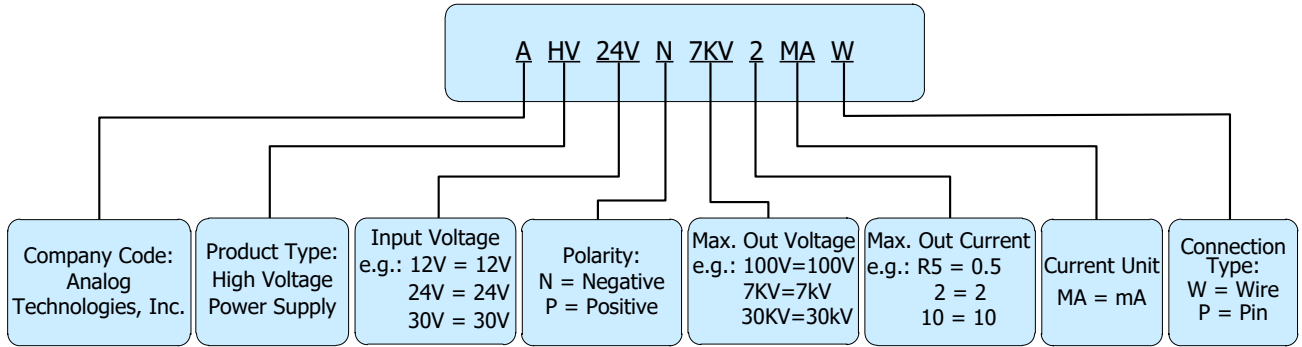 A HV 24V N 7KV 2 MA W
Company Code:
Analog
Technologies, Inc.
Product Type:
High Voltage
Power Supply
Input Voltage
e.g.: 12V = 12V
24V = 24V
30V = 30V
Polarity:
N = Negative
P = Positive
Max. Out Voltage
e.g.: 100V=100V
7KV=7kV
30KV=30kV
Max. Out Current
e.g.: R5 = 0.5
2 = 2
10 = 10
Current Unit
MA = mA
Connection
Type:
W = Wire
P = Pin